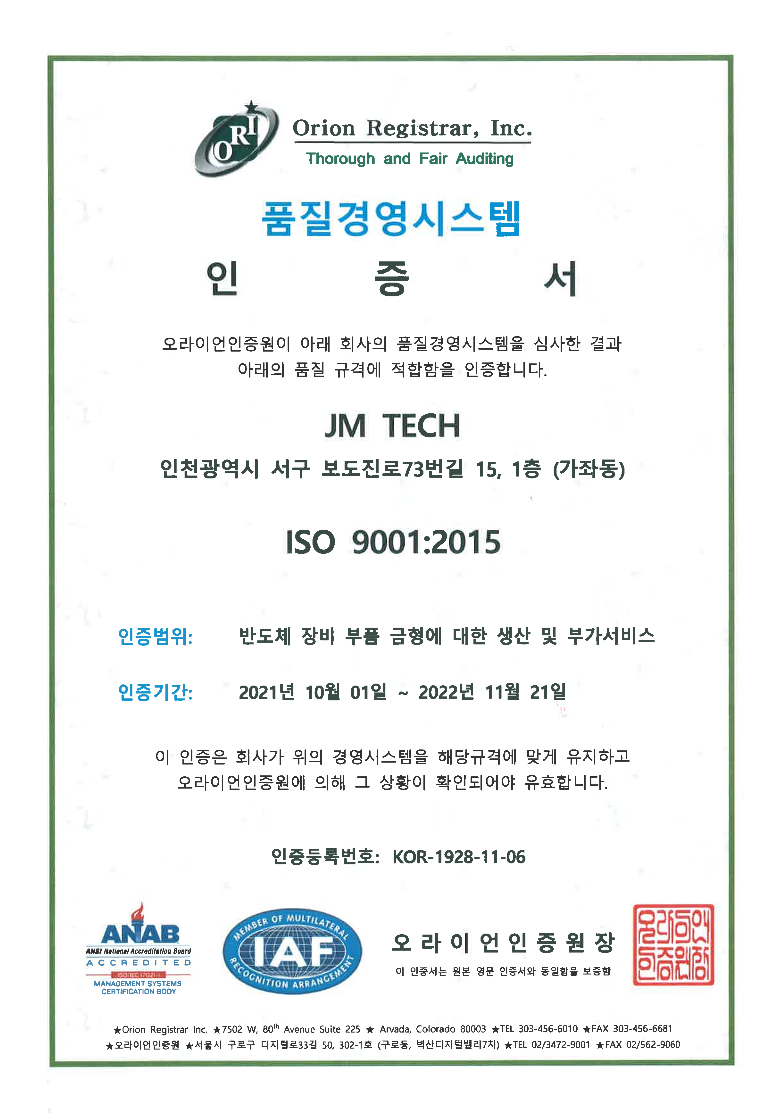 ORI
Orion Registrar, Inc.
Thorough and Fair Auditing
품질경영시스템
인 증 서
오라이언인증원이 아래 회사의 품질경영시스템을 심사한 결과
아래의 품질 규격에 적합함을 인증합니다.
JM TECH
인천광역시 서구 보도진로73번길 15, 1층 (가좌동)
ISO 9001:2015
인증범위: 반도체 장비 부품 금형에 대한 생산 및 부가서비스
인증기간: 2021년 10월 01일 ~ 2022년 11월 21일
이 인증은 회사가 위의 경영시스템을 해당규격에 맞게 유지하고
오라이언인증원에 의해 그 상황이 확인되어야 유효합니다.
인증등록번호: KOR-1928-11-06
ANAB
ANSI National Accreditation Board
ACCREDITED
ISO/IEC 17021-1
MANAGEMENT SYSTEMS
CERTIFICATION BODY
MEMBER OF MULTILATERAL
IAF
RECOGNITION ARRANGEMENT
오라이언인증원장
이 인증서는 원본 영문 인증서와 동일함을 보증함
★Orion Registrar Inc. ★7502 W, 80th Avenue Suite 225 ★ Arvada, Colorado 80003 ★TEL 303-456-6010 ★FAX 303-456-6681
★오라이언인증원 ★서울시 구로구 디지털로33길 50, 302-1호 (구로동, 벽산디지털밸리7차) ★TEL 02/3472-9001 ★FAX 02/562-9060